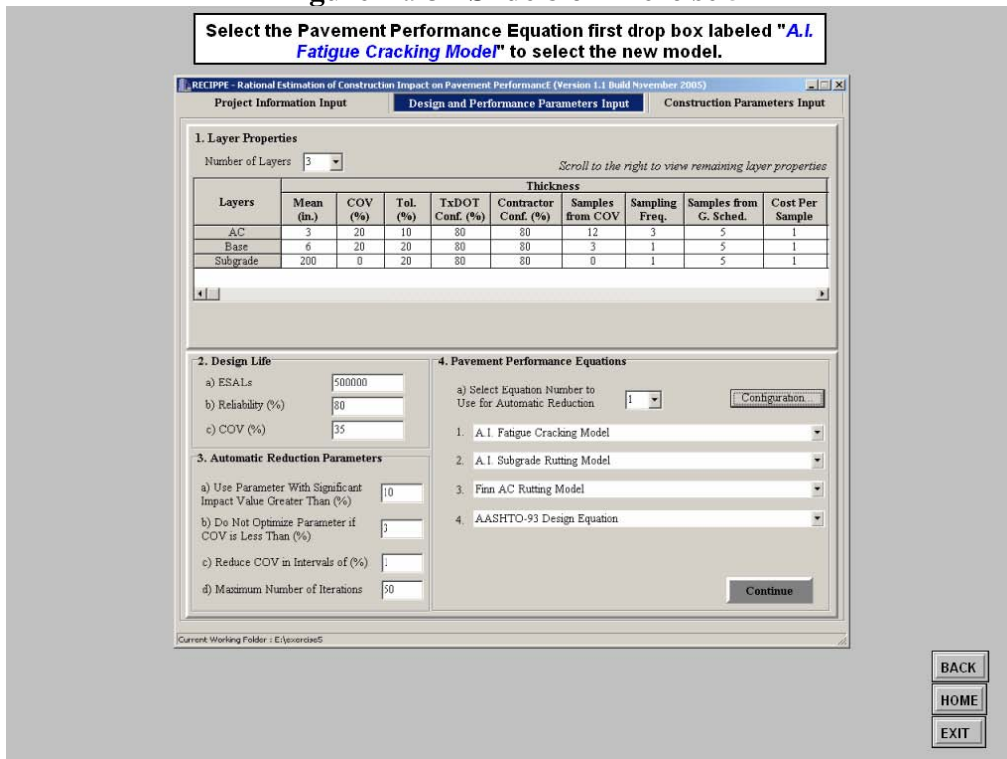 Select the Pavement Performance Equation first drop box labeled "A.I.
Fatigue Cracking Model" to select the new model.
RECIPPE - Rational Estimation of Construction Impact on Pavement PerformancE (Version 1.1 Build November 2005)
Project Information Input Design and Performance Parameters Input Construction Parameters Input
1. Layer Properties
Number of Layers 3
Scroll to the right to view remaining layer properties
Thickness
Layers Mean (in.) COV (%) Tol. (%) TxDOT Conf. (%) Contractor Conf. (%) Samples from COV Sampling Freq. Samples from G. Sched. Cost Per Sample
AC 3 20 10 80 80 12 3 5 1
Base 6 20 20 80 80 3 1 5 1
Subgrade 200 0 20 80 80 0 1 5 1
2. Design Life
a) ESALs 500000
b) Reliability (%) 80
c) COV (%) 35
3. Automatic Reduction Parameters
a) Use Parameter With Significant
Impact Value Greater Than (%) 10
b) Do Not Optimize Parameter if
COV is Less Than (%) 3
c) Reduce COV in Intervals of (%) 1
d) Maximum Number of Iterations 50
4. Pavement Performance Equations
a) Select Equation Number to
Use for Automatic Reduction 1
Configuration...
1. A.I. Fatigue Cracking Model
2. A.I. Subgrade Rutting Model
3. Finn AC Rutting Model
4. AASHTO-93 Design Equation
Continue
Current Working Folder : E:\exercise5
BACK
HOME
EXIT